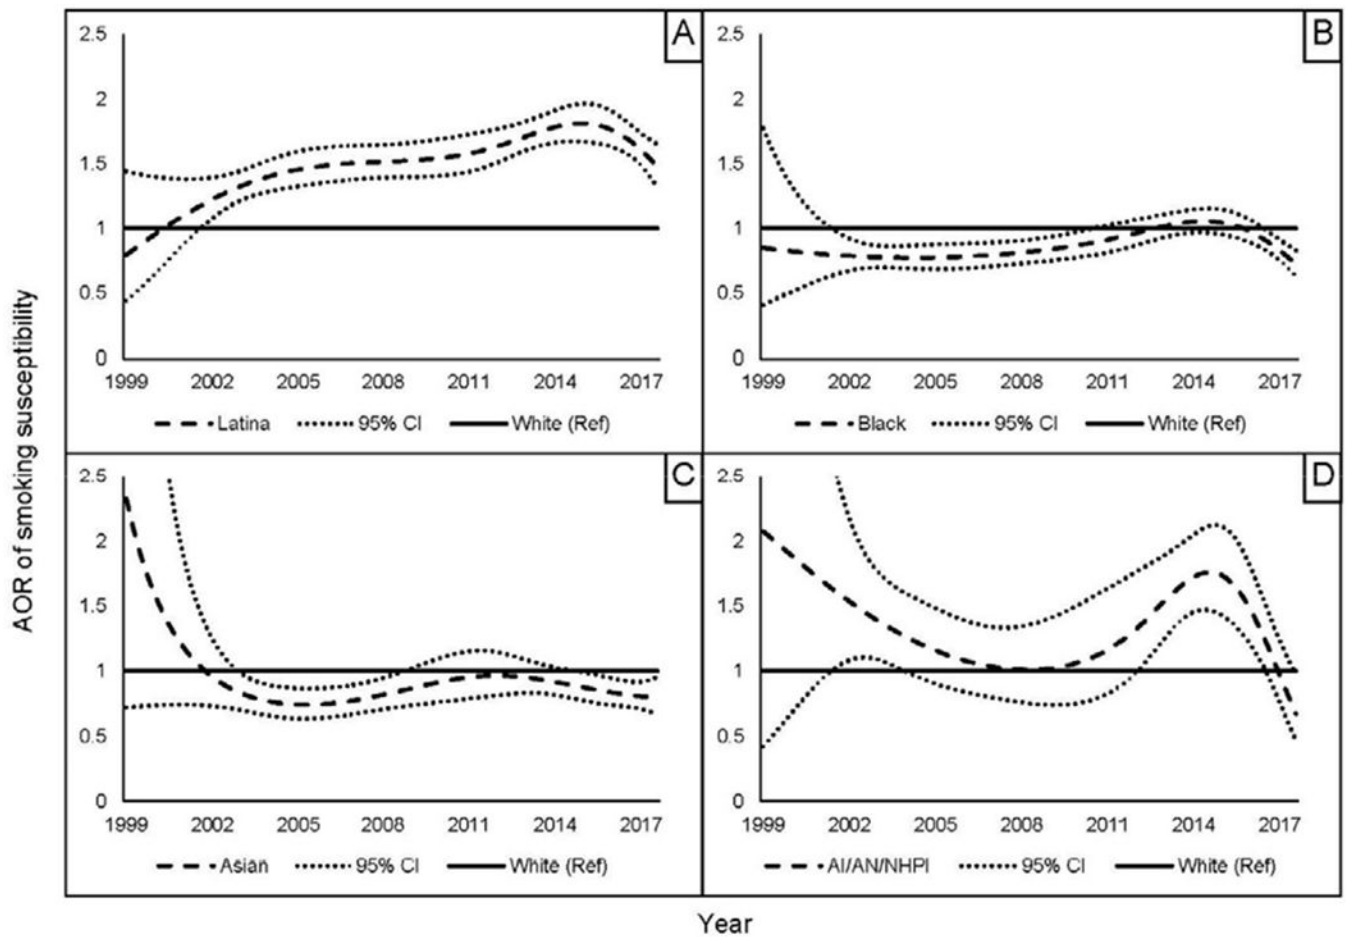 AOR of smoking susceptibility
A
2.5
2
1.5
1
0.5
0
1999 2002 2005 2008 2011 2014 2017
Latina 95% CI White (Ref)
B
2.5
2
1.5
1
0.5
0
1999 2002 2005 2008 2011 2014 2017
Black 95% CI White (Ref)
C
2.5
2
1.5
1
0.5
0
1999 2002 2005 2008 2011 2014 2017
Asian 95% CI White (Ref)
D
2.5
2
1.5
1
0.5
0
1999 2002 2005 2008 2011 2014 2017
AI/AN/NHPI 95% CI White (Ref)
Year